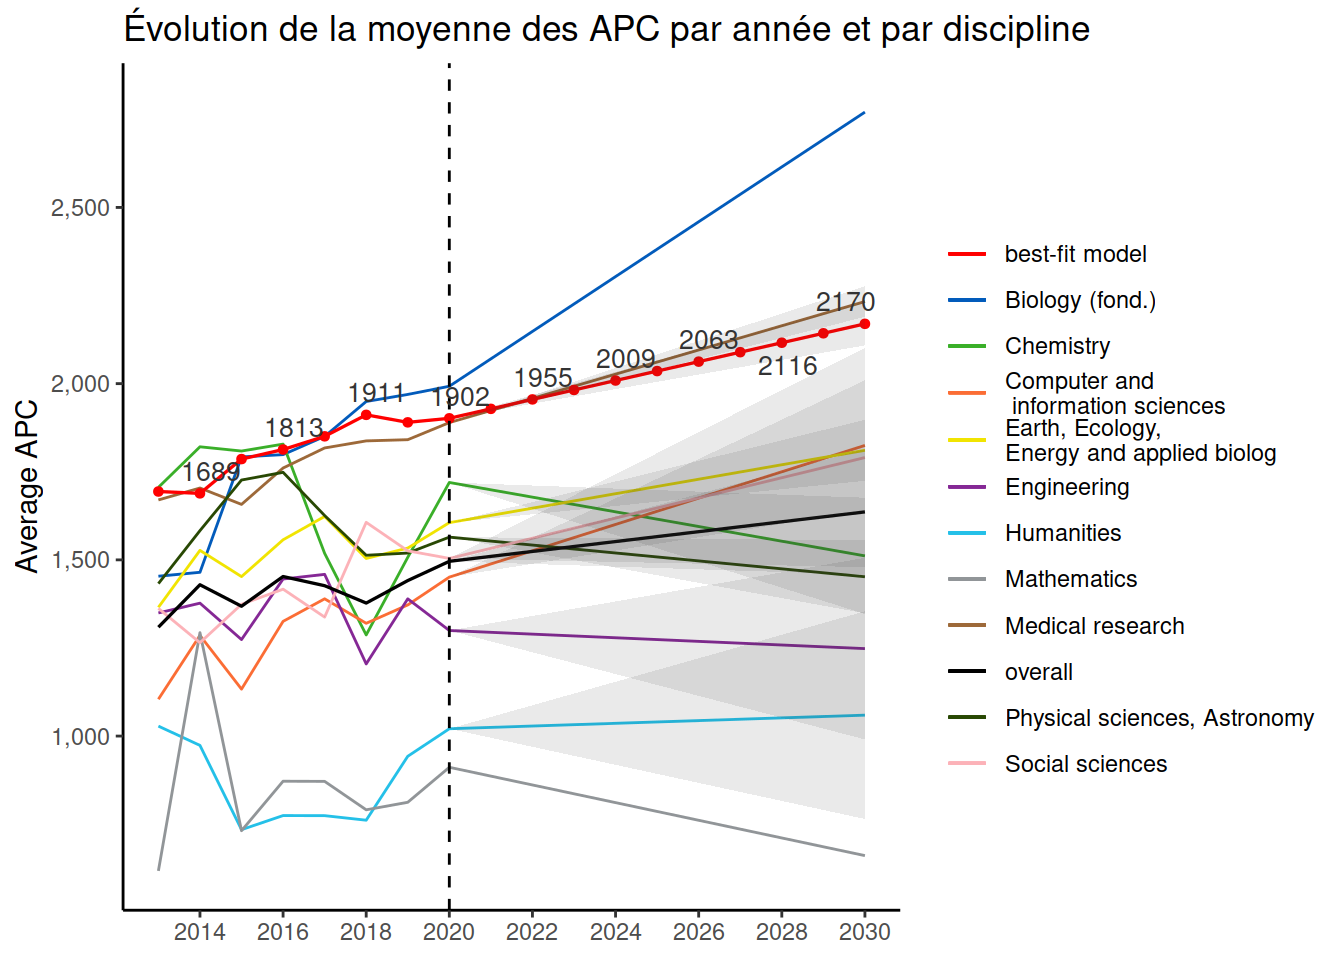 Évolution de la moyenne des APC par année et par discipline
Average APC
2,500
2,000
1,500
1,000
1689
1813
1911
1902
1955
2009
2063
2116
2170
2014 2016 2018 2020 2022 2024 2026 2028 2030
best-fit model
Biology (fond.)
Chemistry
Computer and
information sciences
Earth, Ecology,
Energy and applied biolog
Engineering
Humanities
Mathematics
Medical research
overall
Physical sciences, Astronomy
Social sciences